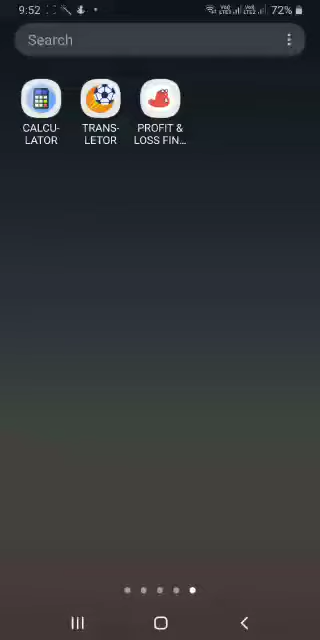 9:52
72%
Search
CALCU-
LATOR
TRANS-
LETOR
PROFIT &
LOSS FIN...